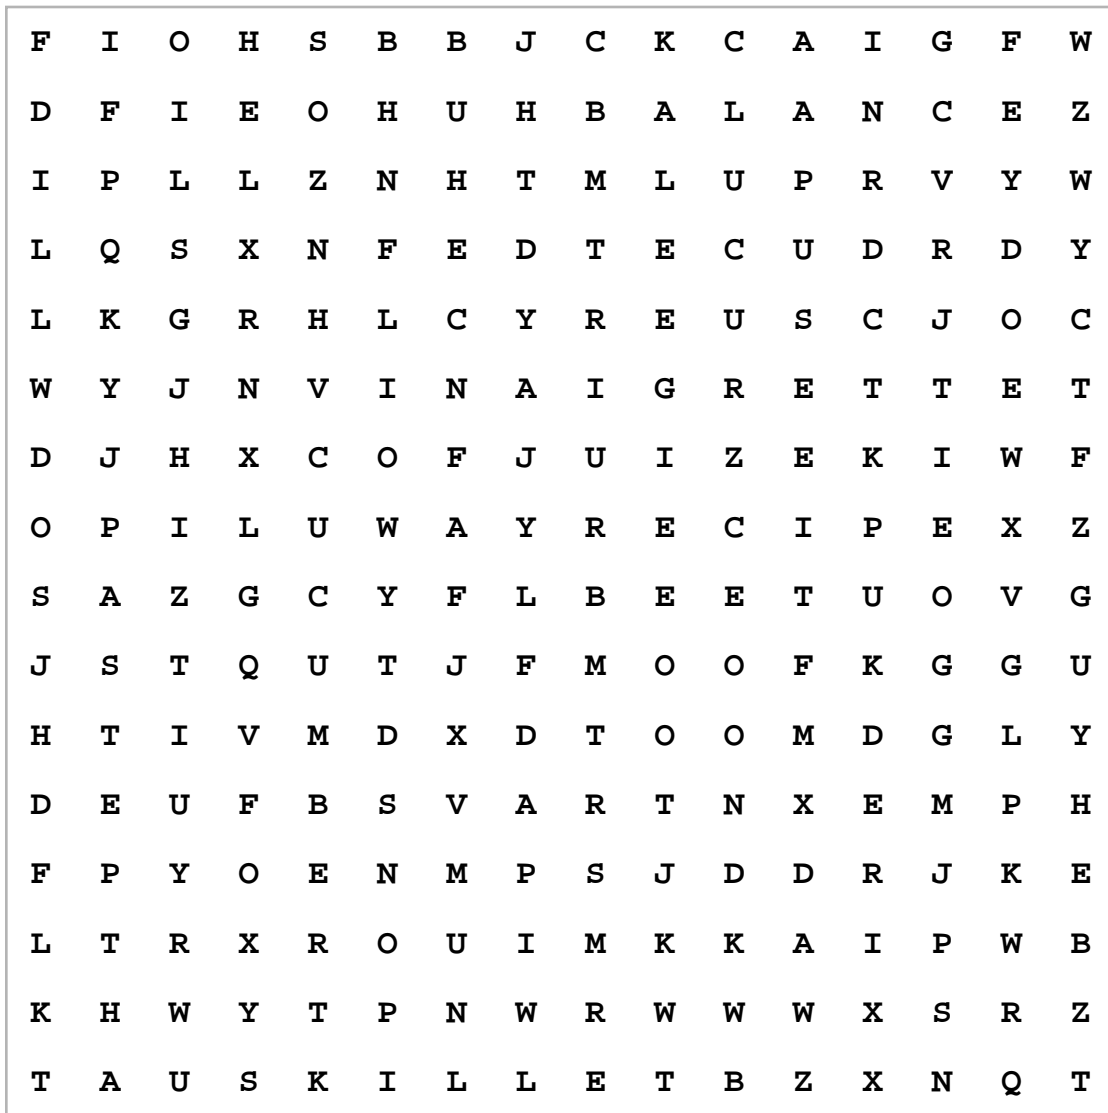 F I O H S B B J C K C A I G F W
D F I E O H U H B A L A N C E Z
I P L L Z N H T M L U P R V Y W
L Q S X N F E D T E C U D R D Y
L K G R H L C Y R E U S C J O C
W Y J N V I N A I G R E T T E T
D J H X C O F J U I Z E K I W F
O P I L U W A Y R E C I P E X Z
S A Z G C Y F L B E E T U O V G
J S T Q U T J F M O O F K G G U
H T I V M D X D T O O M D G L Y
D E U F B S V A R T N X E M P H
F P Y O E N M P S J D D R J K E
L T R X R O U I M K K A I P W B
K H W Y T P N W R W W W X S R Z
T A U S K I L L E T B Z X N Q T